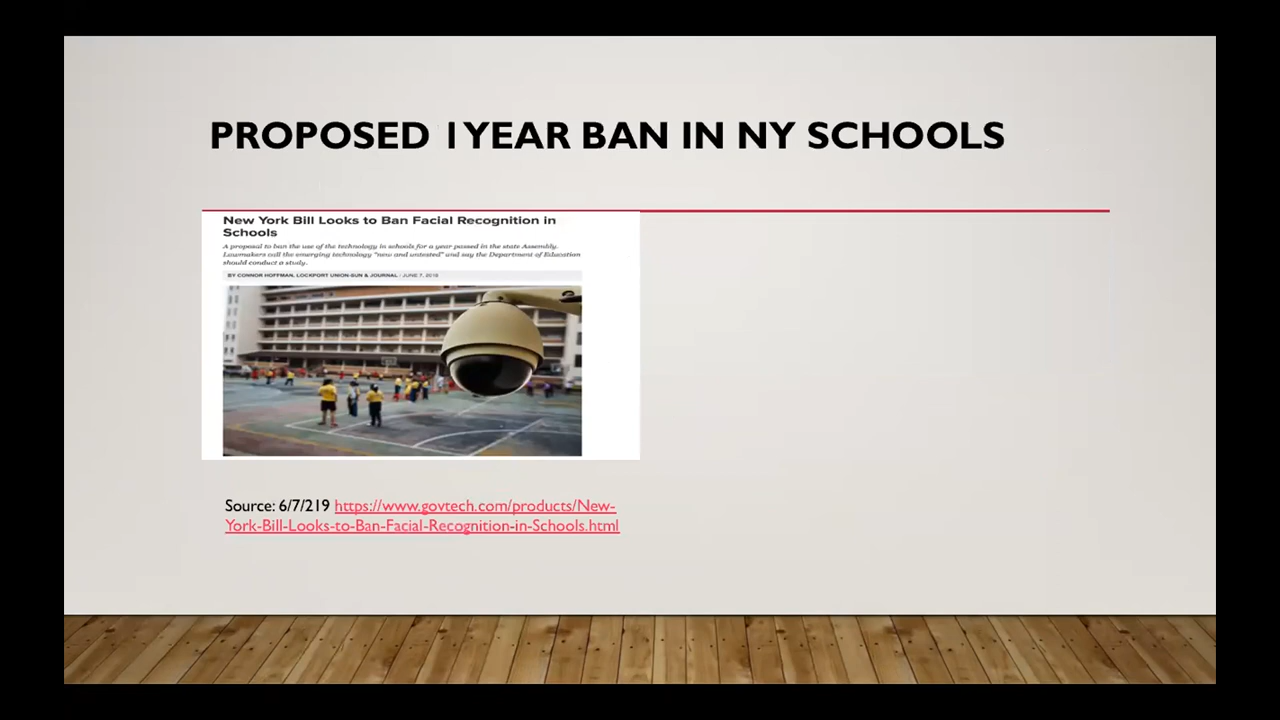 PROPOSED 1YEAR BAN IN NY SCHOOLS
New York Bill Looks to Ban Facial Recognition in
Schools
A proposal to ban the use of the technology in schools for a year passed in the state Assembly.
Lawmakers call the emerging technology "new and untested" and say the Department of Education
should conduct a study.
BY CONNOR HOFFMAN, LOCKPORT UNION-SUN & JOURNAL / JUNE 7, 2019
Source: 6/7/219 https://www.govtech.com/products/New-
York-Bill-Looks-to-Ban-Facial-Recognition-in-Schools.html